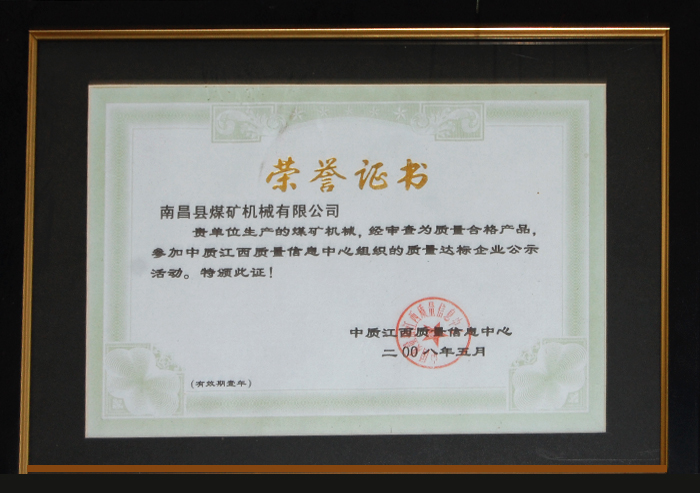 荣誉证书
南昌县煤矿机械有限公司
贵单位生产的煤矿机械，经审查为质量合格产品，
参加中质江西质量信息中心组织的质量达标企业公示
活动。特颁此证！
中质江西质量信息中心
二00八年五月
（有效期壹年）